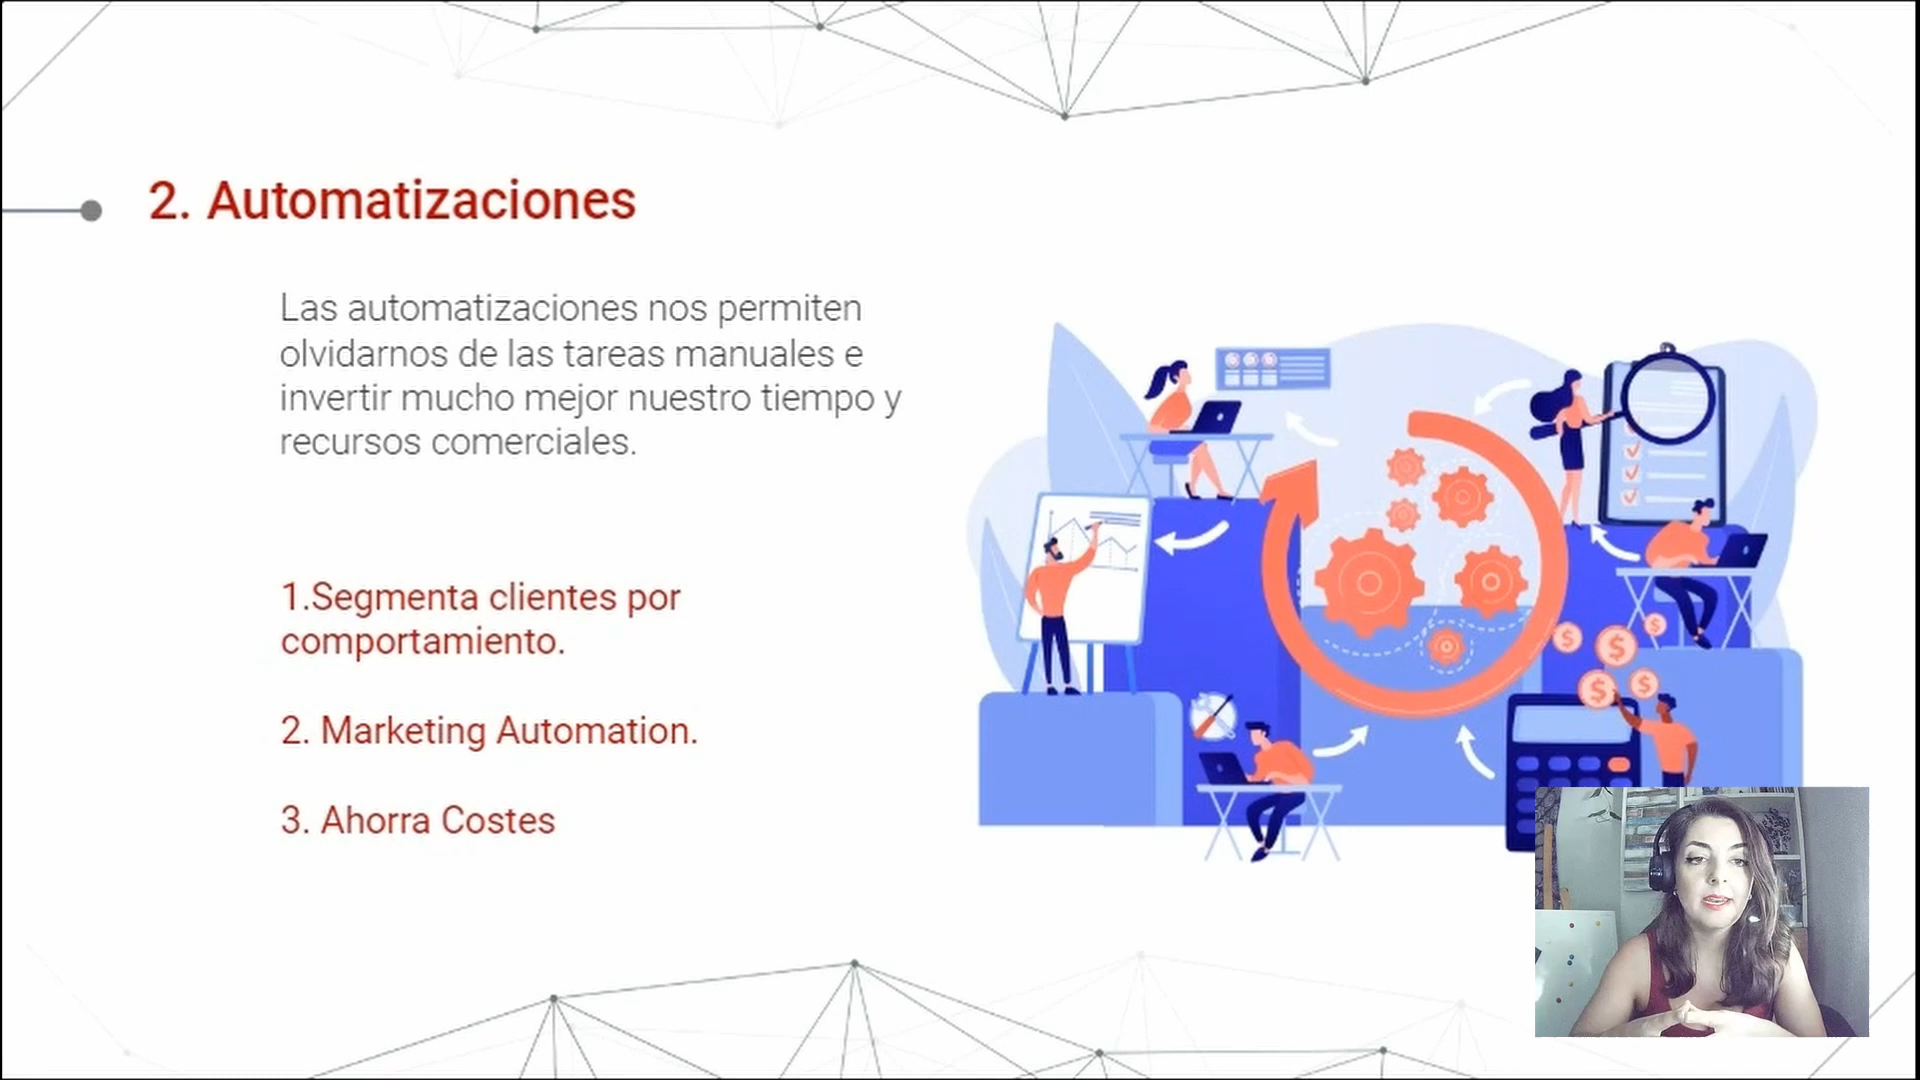 2. Automatizaciones
Las automatizaciones nos permiten
olvidarnos de las tareas manuales e
invertir mucho mejor nuestro tiempo y
recursos comerciales.
1.Segmenta clientes por
comportamiento.
2. Marketing Automation.
3. Ahorra Costes
$
$
$
$
$